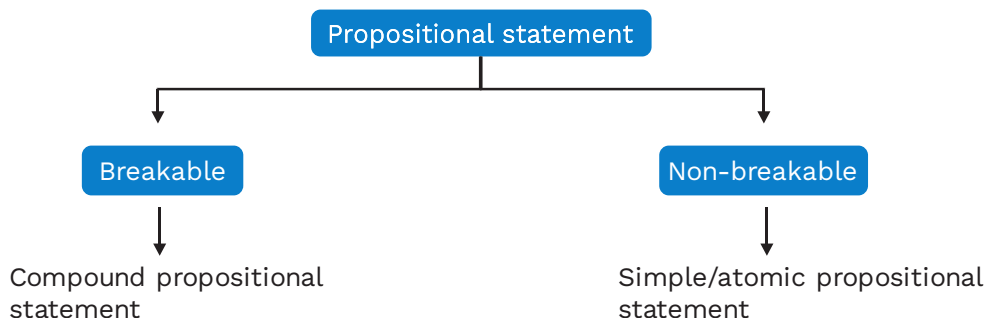 Propositional statement
Breakable
Non-breakable
Compound propositional
statement
Simple/atomic propositional
statement